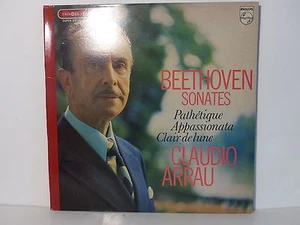 PHILIPS
BEETHOVEN
SONATES
Pathétique
Appassionata
Clair de lune
CLAUDIO
ARRAU